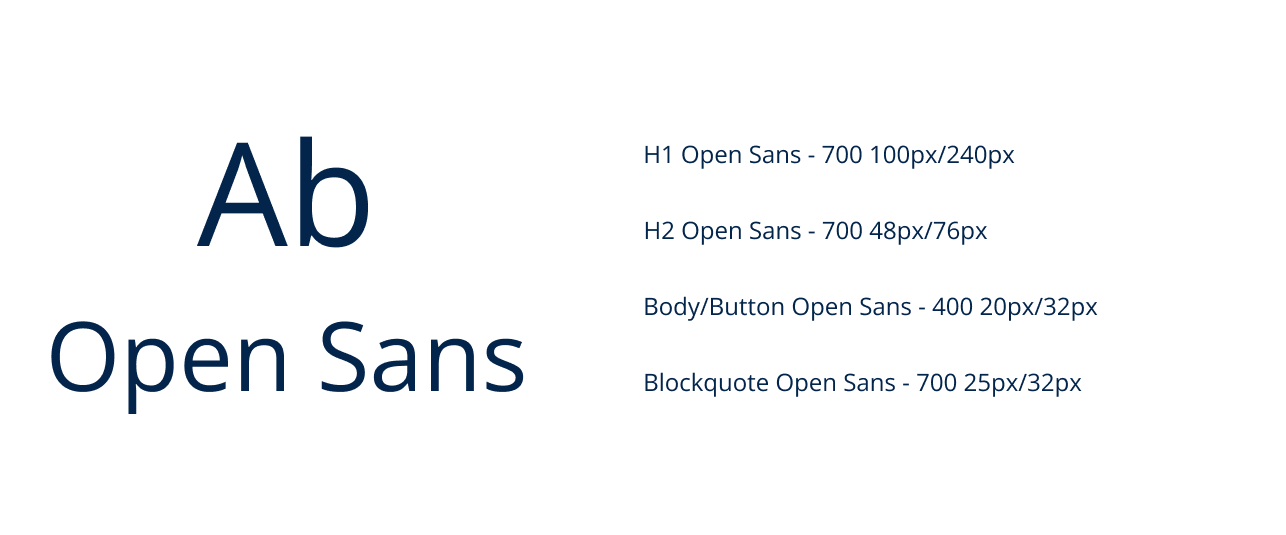 Ab
Open Sans
H1 Open Sans - 700 100px/240px
H2 Open Sans - 700 48px/76px
Body/Button Open Sans - 400 20px/32px
Blockquote Open Sans - 700 25px/32px